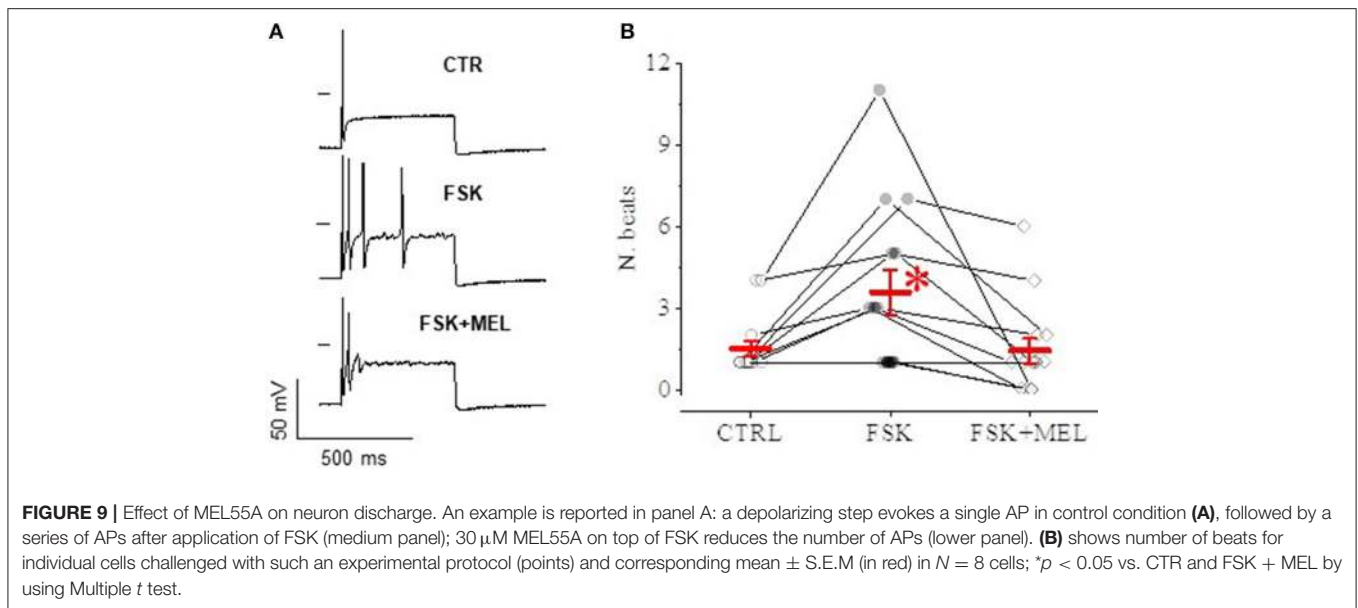 A
CTR
FSK
FSK+MEL
50 mV
500 ms
B
12
9
6
3
0
N. beats
*
CTRL FSK FSK+MEL
FIGURE 9 | Effect of MEL55A on neuron discharge. An example is reported in panel A: a depolarizing step evokes a single AP in control condition (A), followed by a
series of APs after application of FSK (medium panel); 30 μM MEL55A on top of FSK reduces the number of APs (lower panel). (B) shows number of beats for
individual cells challenged with such an experimental protocol (points) and corresponding mean ± S.E.M (in red) in N = 8 cells; *p < 0.05 vs. CTR and FSK + MEL by
using Multiple t test.